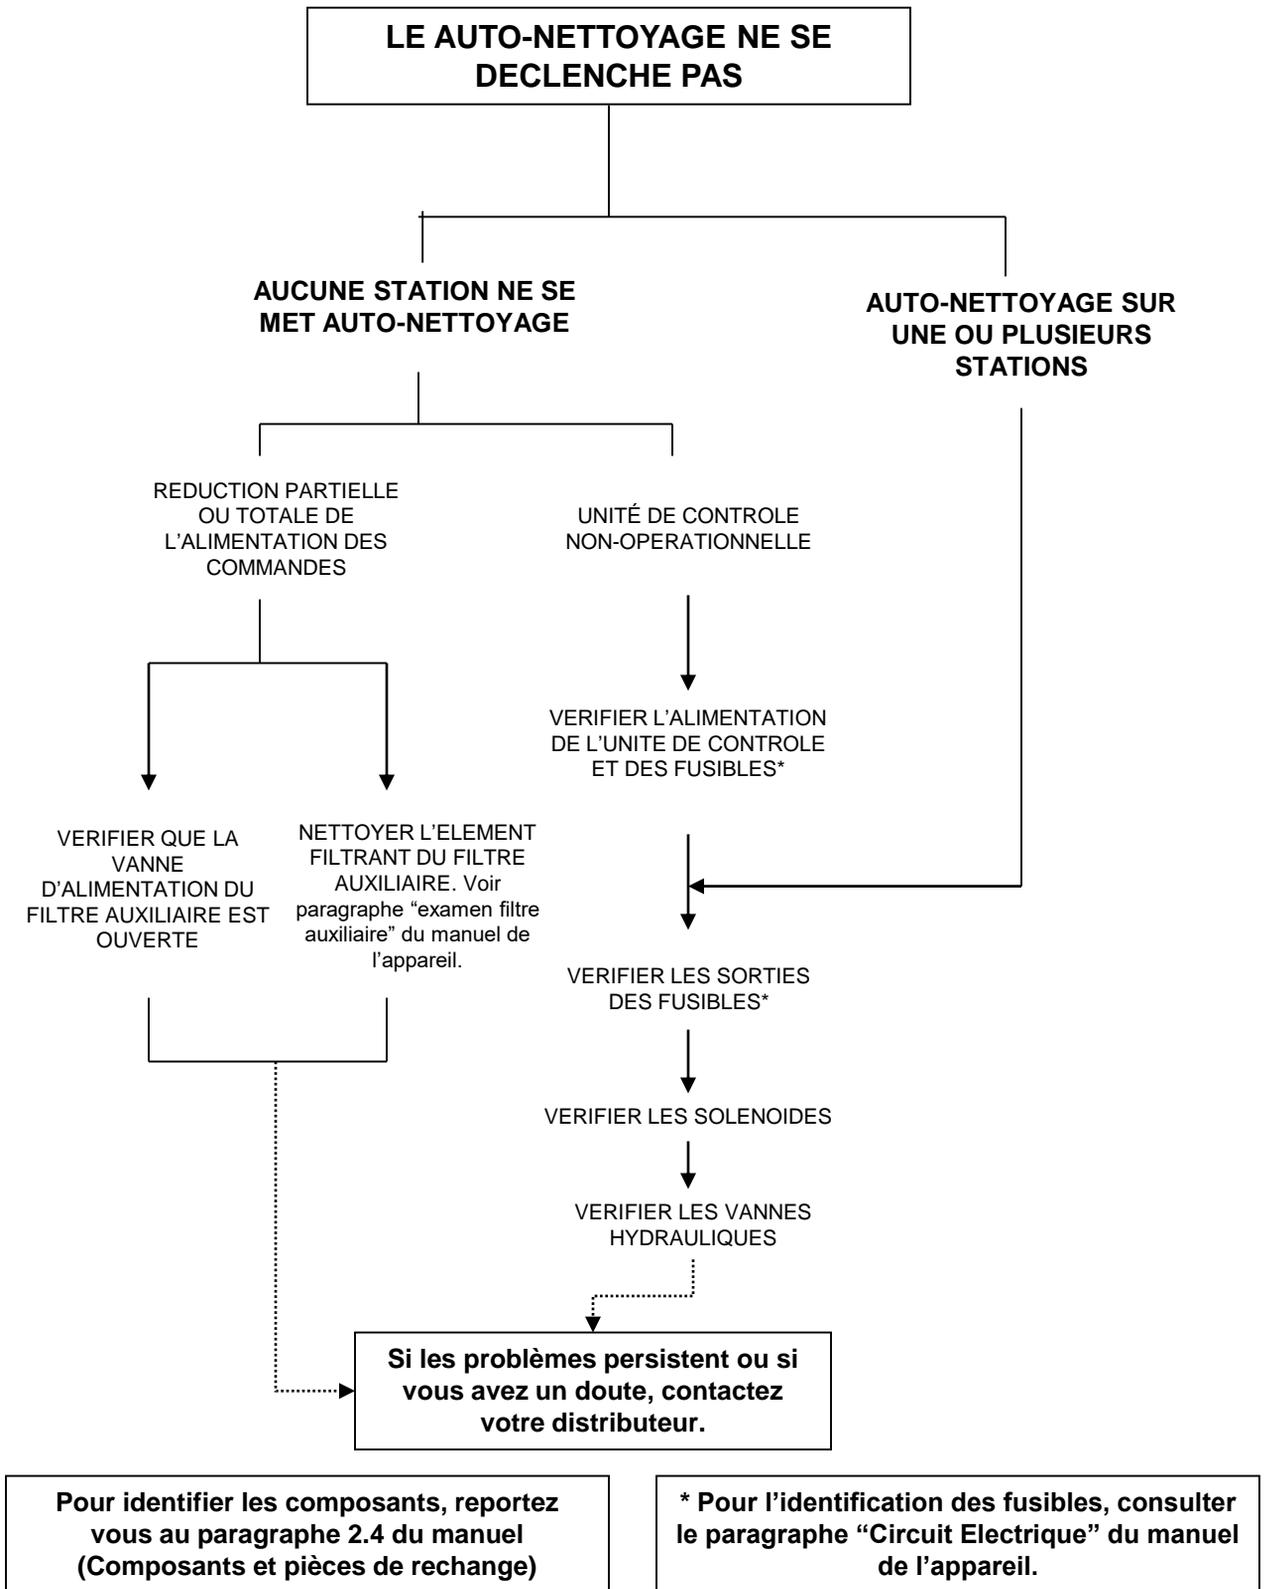 LE AUTO-NETTOYAGE NE SE
DECLENCHE PAS
AUCUNE STATION NE SE
MET AUTO-NETTOYAGE
AUTO-NETTOYAGE SUR
UNE OU PLUSIEURS
STATIONS
REDUCTION PARTIELLE
OU TOTALE DE
L’ALIMENTATION DES
COMMANDES
UNITÉ DE CONTROLE
NON-OPERATIONNELLE
VERIFIER L’ALIMENTATION
DE L’UNITE DE CONTROLE
ET DES FUSIBLES*
VERIFIER QUE LA
VANNE
D’ALIMENTATION DU
FILTRE AUXILIAIRE EST
OUVERTE
NETTOYER L’ELEMENT
FILTRANT DU FILTRE
AUXILIAIRE. Voir
paragraphe “examen filtre
auxiliaire” du manuel de
l’appareil.
VERIFIER LES SORTIES
DES FUSIBLES*
VERIFIER LES SOLENOIDES
VERIFIER LES VANNES
HYDRAULIQUES
Si les problèmes persistent ou si
vous avez un doute, contactez
votre distributeur.
Pour identifier les composants, reportez
vous au paragraphe 2.4 du manuel
(Composants et pièces de rechange)
* Pour l’identification des fusibles, consulter
le paragraphe “Circuit Electrique” du manuel
de l’appareil.